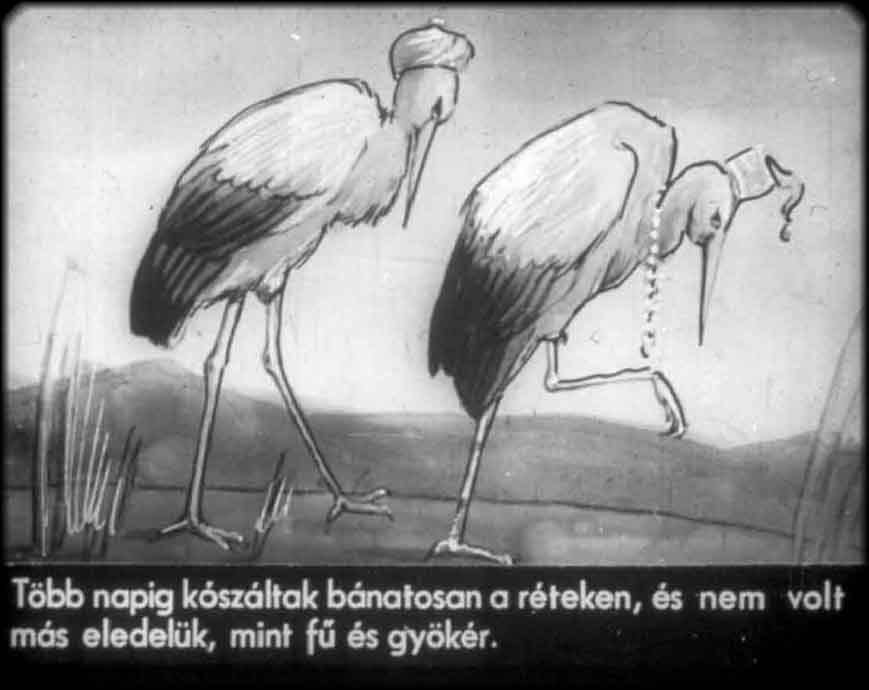 Több napig kószáltak bánatosan a réteken, és nem volt
más eledelük, mint fű és gyökér.